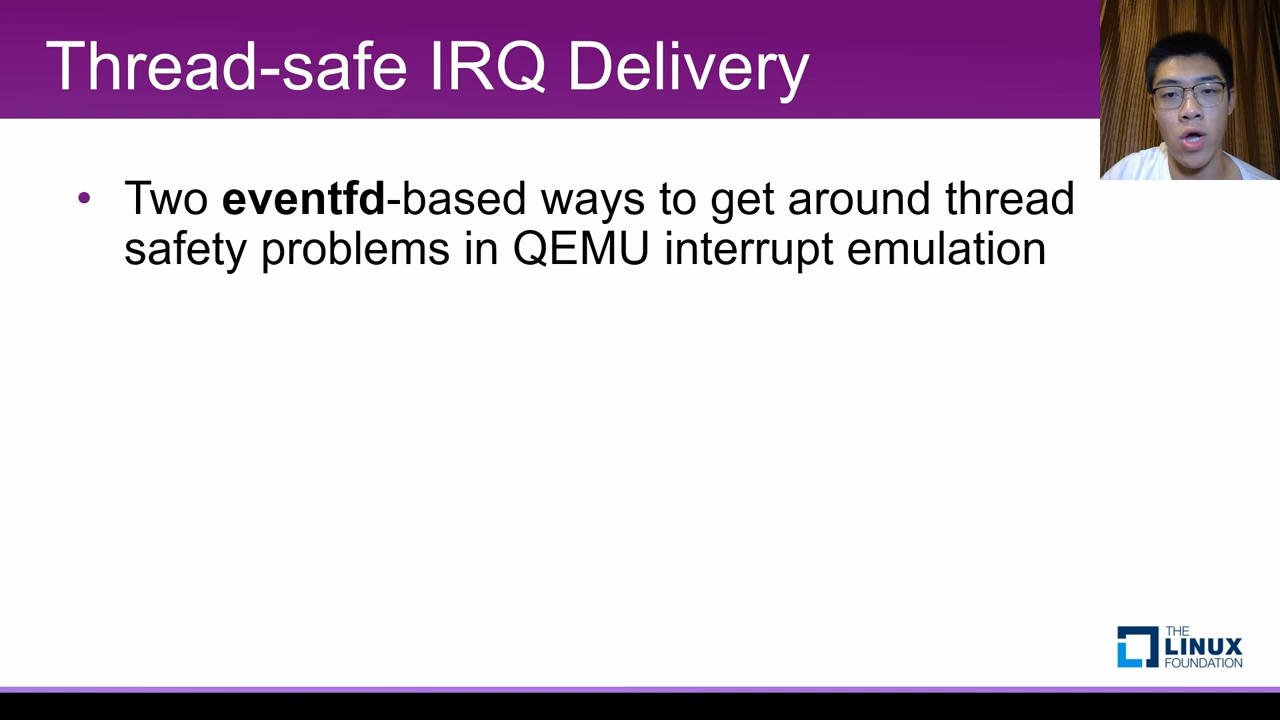 Thread-safe IRQ Delivery
• Two eventfd-based ways to get around thread
safety problems in QEMU interrupt emulation
THE
LINUX
FOUNDATION